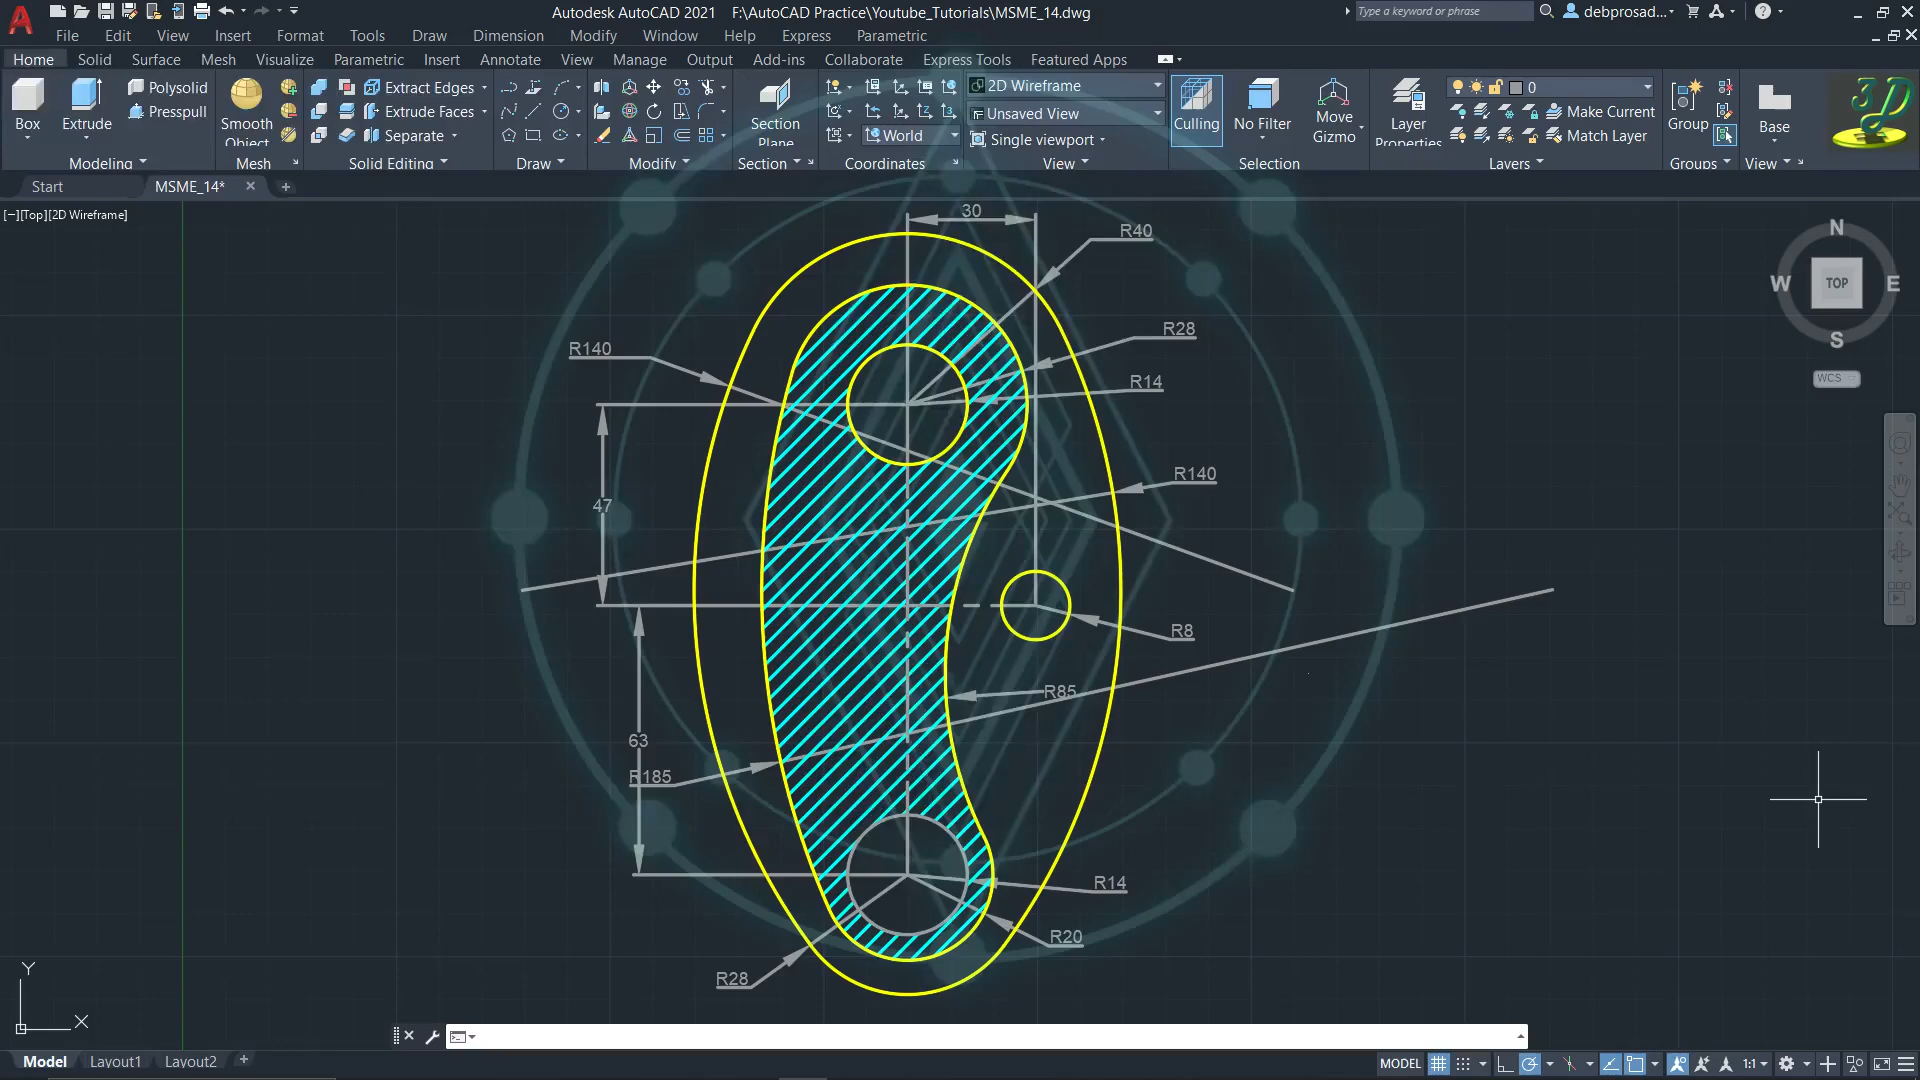 Autodesk AutoCAD 2021 F:\AutoCAD Practice\Youtube_Tutorials\MSME_14.dwg
Type a keyword or phrase
debprosad...
File Edit View Insert Format Tools Draw Dimension Modify Window Help Express Parametric
Home Solid Surface Mesh Visualize Parametric Insert Annotate View Manage Output Add-ins Collaborate Express Tools Featured Apps
Box
Extrude
Polysolid
Presspull
Modeling
Smooth
Object
Mesh
Extract Edges
Extrude Faces
Separate
Solid Editing
Draw
Modify
Section
Plane
Section
World
Coordinates
2D Wireframe
Unsaved View
Single viewport
View
Culling
No Filter
Move
Gizmo
Selection
Layer
Properties
0
Make Current
Match Layer
Layers
Group
Groups
Base
View
3D
Start
MSME_14*
[−][Top][2D Wireframe]
N
W
TOP
E
S
WCS
30
R40
R28
R140
R14
47
R140
R8
R85
63
R185
R14
R20
R28
Y
X
Model
Layout1
Layout2
MODEL
1:1